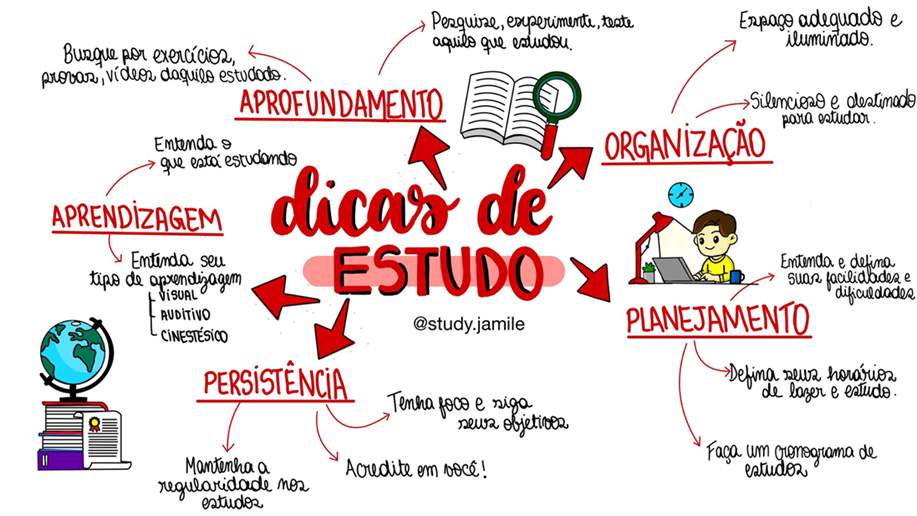 dicas de
ESTUDO
@study.jamile
APROFUNDAMENTO
Busque por exercícios,
provas, vídeos daquilo estudado.
Pesquise, experimente, teste
aquilo que estudou.
ORGANIZAÇÃO
Espaço adequado e
iluminado.
Silencioso e destinado
para estudar.
APRENDIZAGEM
Entenda o
que está estudando
Entenda seu
tipo de aprendizagem
VISUAL
AUDITIVO
CINESTÉSICO
PLANEJAMENTO
Entenda e defina
suas facilidades e
dificuldades
Defina seus horários
de lazer e estudo.
Faça um cronograma de
estudos
PERSISTÊNCIA
Tenha foco e siga
seus objetivos
Acredite em você!
Mantenha a
regularidade nos
estudos